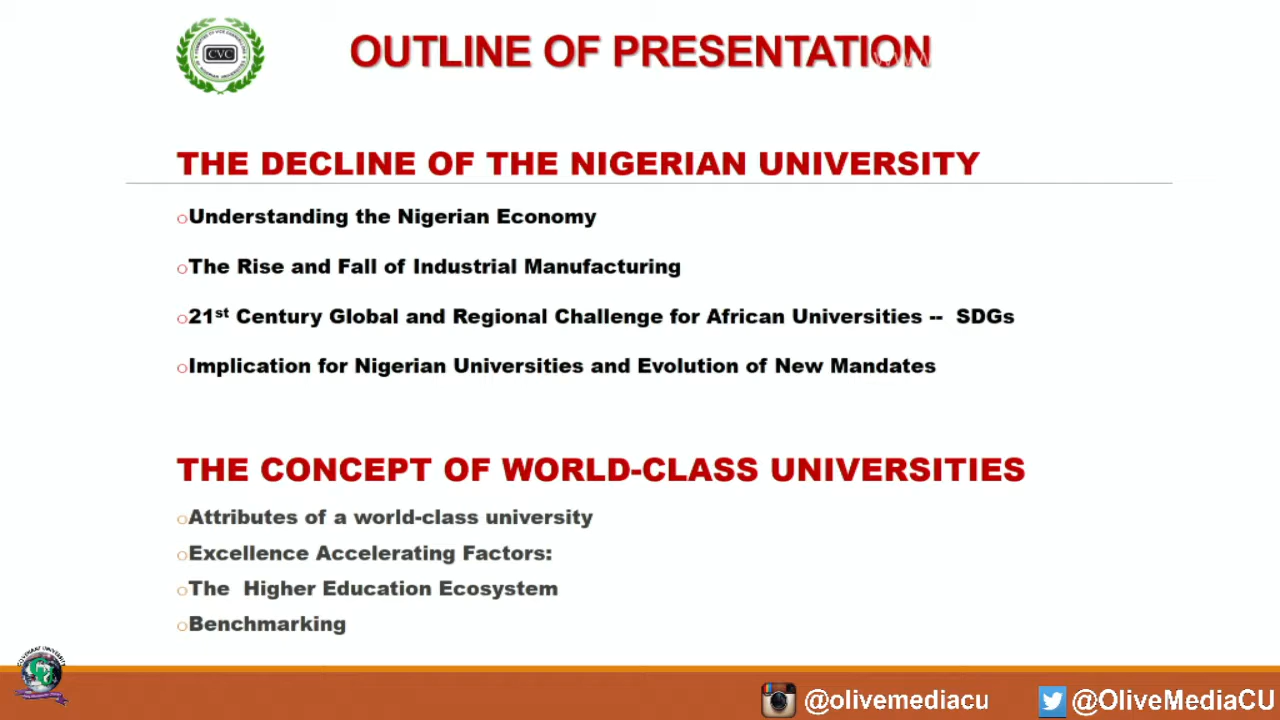 CVC
OUTLINE OF PRESENTATION
THE DECLINE OF THE NIGERIAN UNIVERSITY
Understanding the Nigerian Economy
The Rise and Fall of Industrial Manufacturing
21st Century Global and Regional Challenge for African Universities -- SDGs
Implication for Nigerian Universities and Evolution of New Mandates
THE CONCEPT OF WORLD-CLASS UNIVERSITIES
Attributes of a world-class university
Excellence Accelerating Factors:
The Higher Education Ecosystem
Benchmarking
COVENANT UNIVERSITY
@olivemediacu
@OliveMediaCU